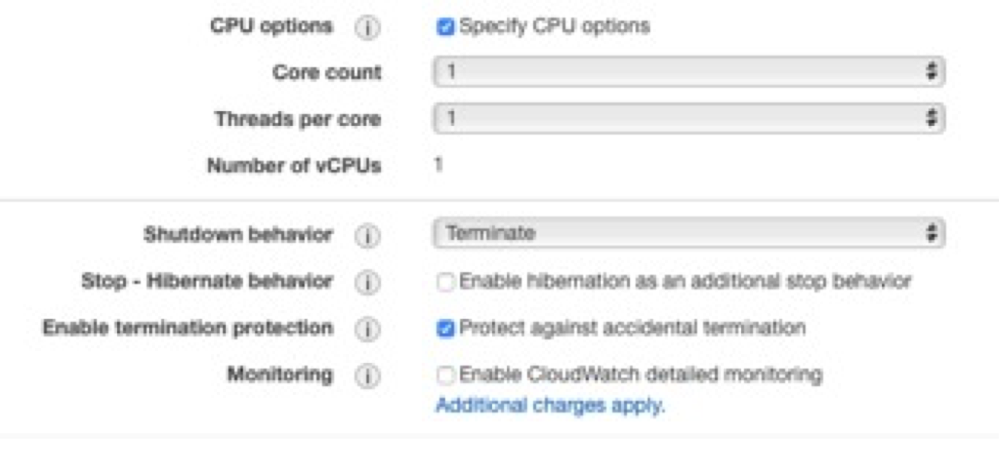 CPU options Specify CPU options
Core count 1
Threads per core 1
Number of vCPUs 1
Shutdown behavior Terminate
Stop - Hibernate behavior Enable hibernation as an additional stop behavior
Enable termination protection Protect against accidental termination
Monitoring Enable CloudWatch detailed monitoring
Additional charges apply.